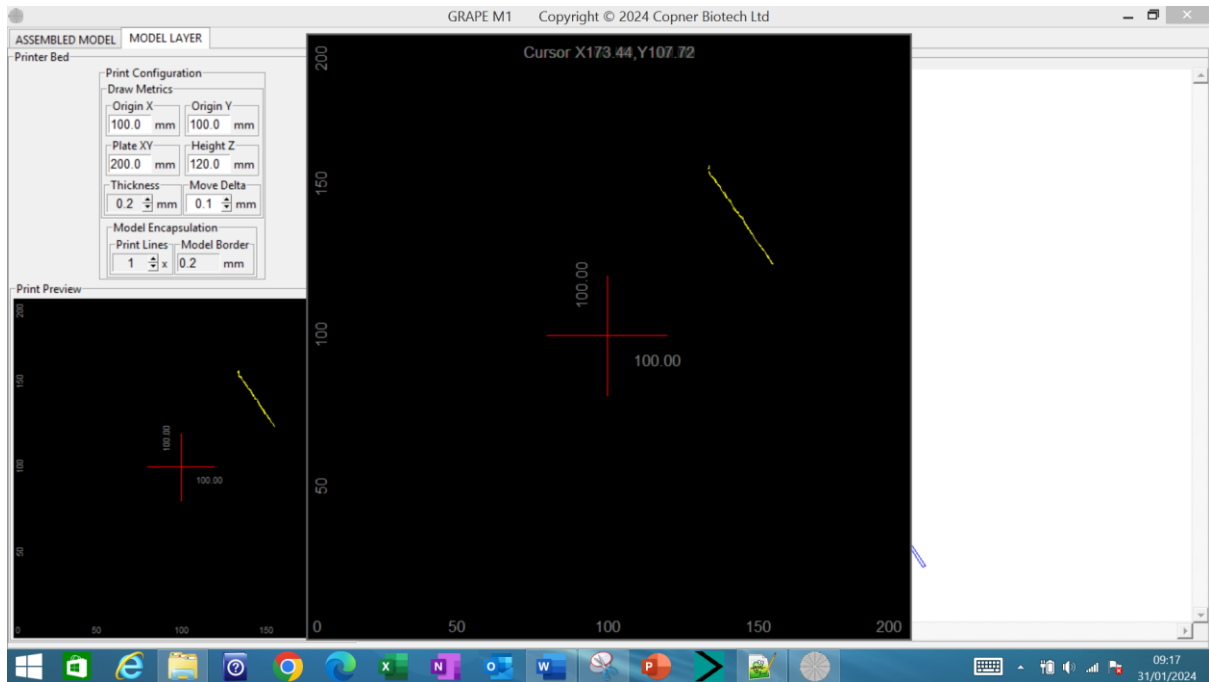 GRAPE M1 Copyright © 2024 Copner Biotech Ltd
ASSEMBLED MODEL MODEL LAYER
Printer Bed
Print Configuration
Draw Metrics
Origin X Origin Y
100.0 mm 100.0 mm
Plate XY Height Z
200.0 mm 120.0 mm
Thickness Move Delta
0.2 mm 0.1 mm
Model Encapsulation
Print Lines Model Border
1 x 0.2 mm
Print Preview
200
150
100
50
0 50 100 150
100.00
100.00
Cursor X173.44,Y107.72
200
150
100
50
0 50 100 150 200
100.00
100.00
09:17
31/01/2024